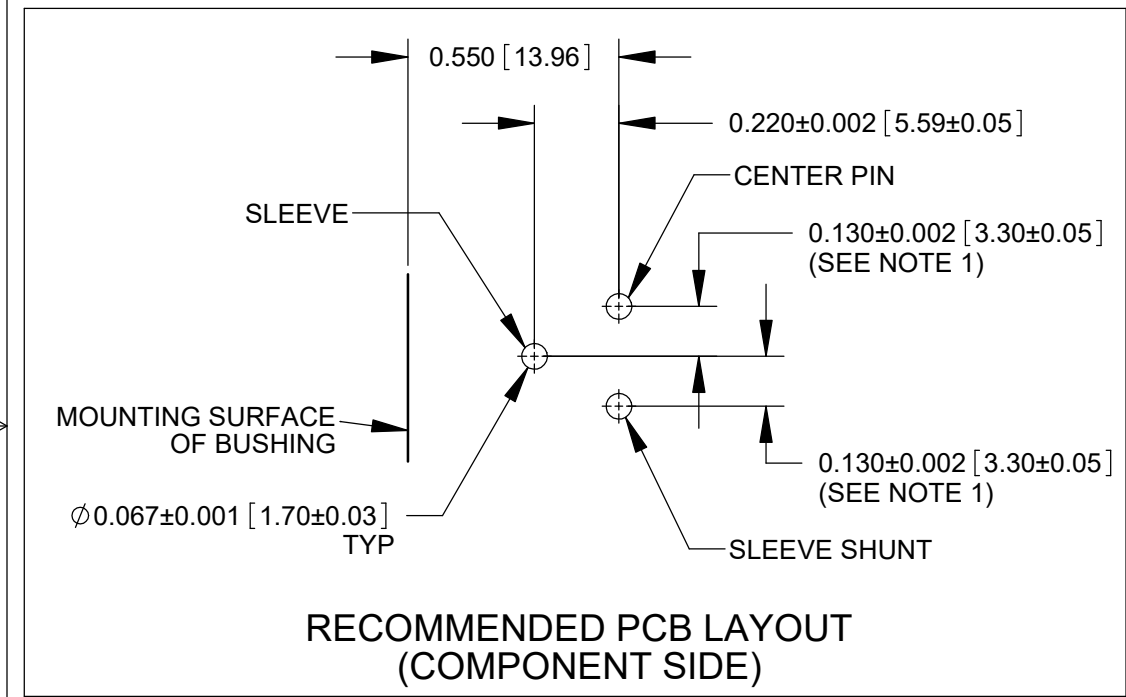 0.550 [13.96]
0.220±0.002 [5.59±0.05]
CENTER PIN
SLEEVE
0.130±0.002 [3.30±0.05]
(SEE NOTE 1)
MOUNTING SURFACE
OF BUSHING
0.130±0.002 [3.30±0.05]
(SEE NOTE 1)
∅0.067±0.001 [1.70±0.03]
TYP
SLEEVE SHUNT
RECOMMENDED PCB LAYOUT
(COMPONENT SIDE)